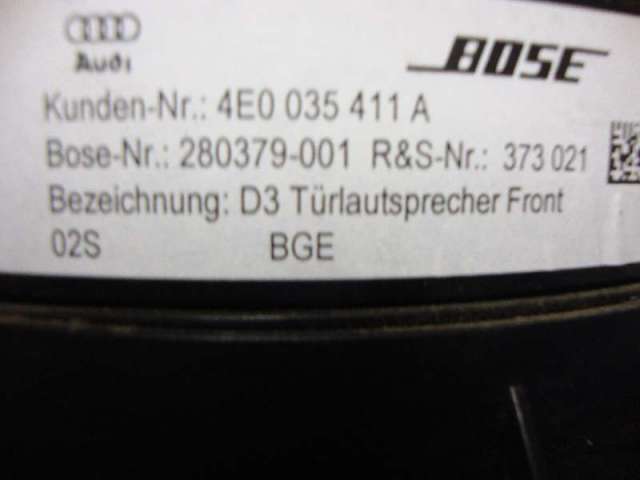 Audi
BOSE
Kunden-Nr.: 4E0 035 411 A
Bose-Nr.: 280379-001 R&S-Nr.: 373 021
Bezeichnung: D3 Türlautsprecher Front
02S BGE